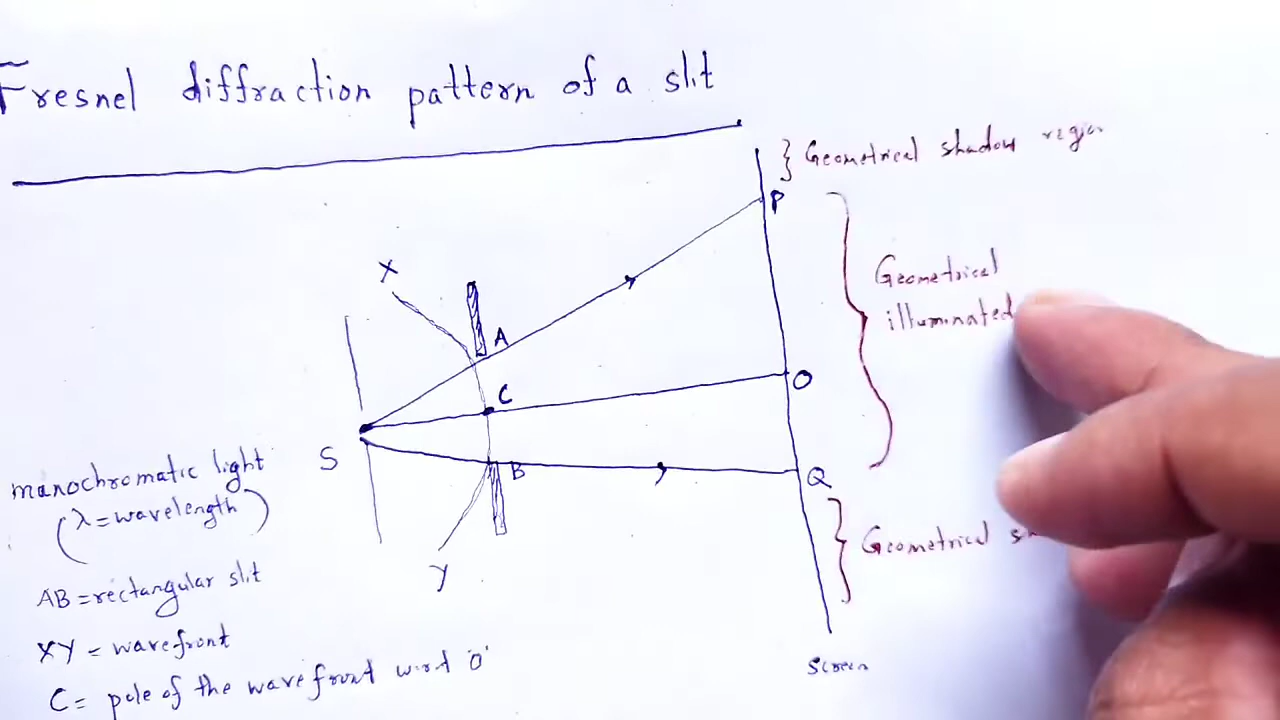 Fresnel diffraction pattern of a slit
} Geometrical shadow region
P
Geometrical
illuminated
X
A
C
O
S
B
Q
Geometrical
Y
manochromatic light
(λ=wavelength)
AB = rectangular slit
XY = wavefront
C = pole of the wavefront w.r.t 'O'
Screen